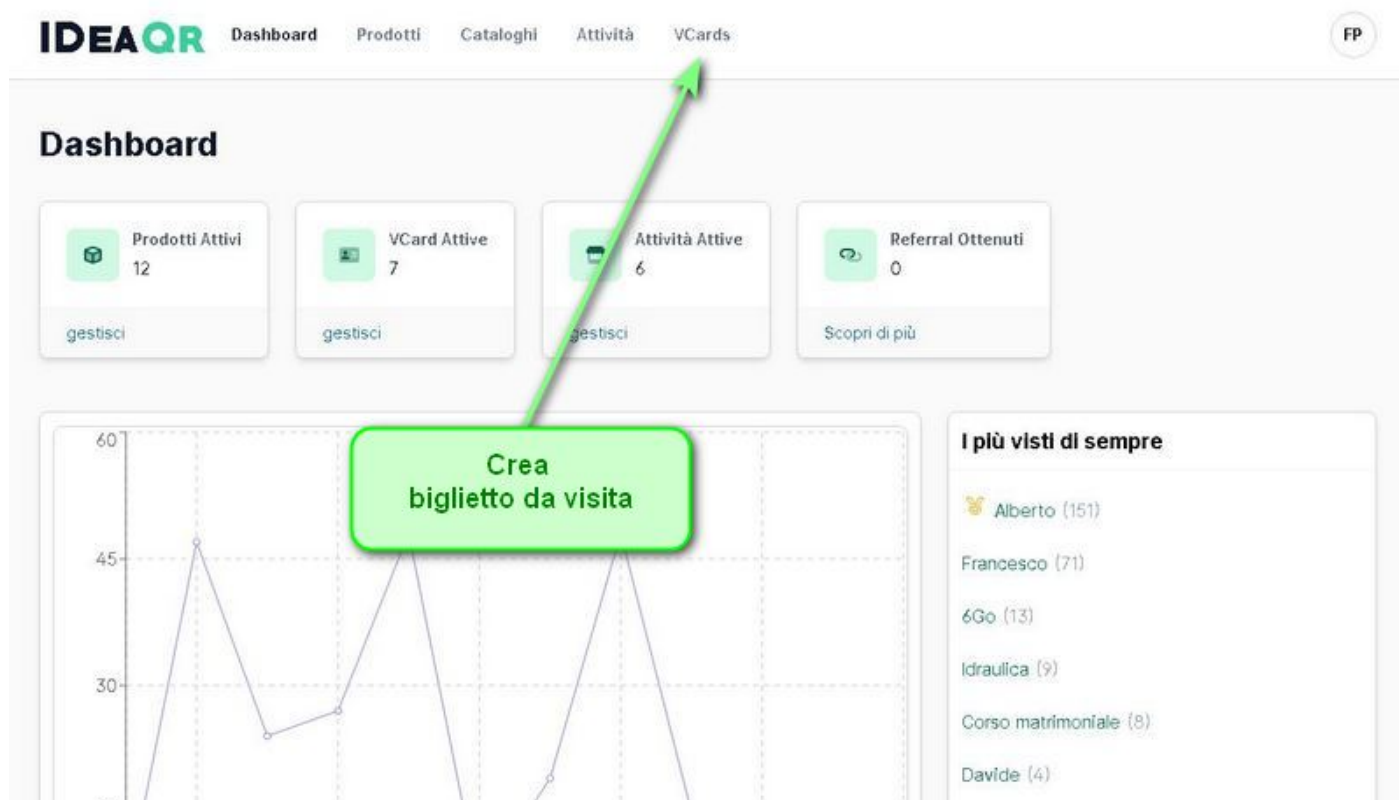 IDEAQR Dashboard Prodotti Cataloghi Attività VCards FP
Dashboard
Prodotti Attivi
12
gestisci
VCard Attive
7
gestisci
Attività Attive
6
gestisci
Referral Ottenuti
0
Scopri di più
60
45
30
Crea
biglietto da visita
I più visti di sempre
Alberto (151)
Francesco (71)
6Go (13)
Idraulica (9)
Corso matrimoniale (8)
Davide (4)